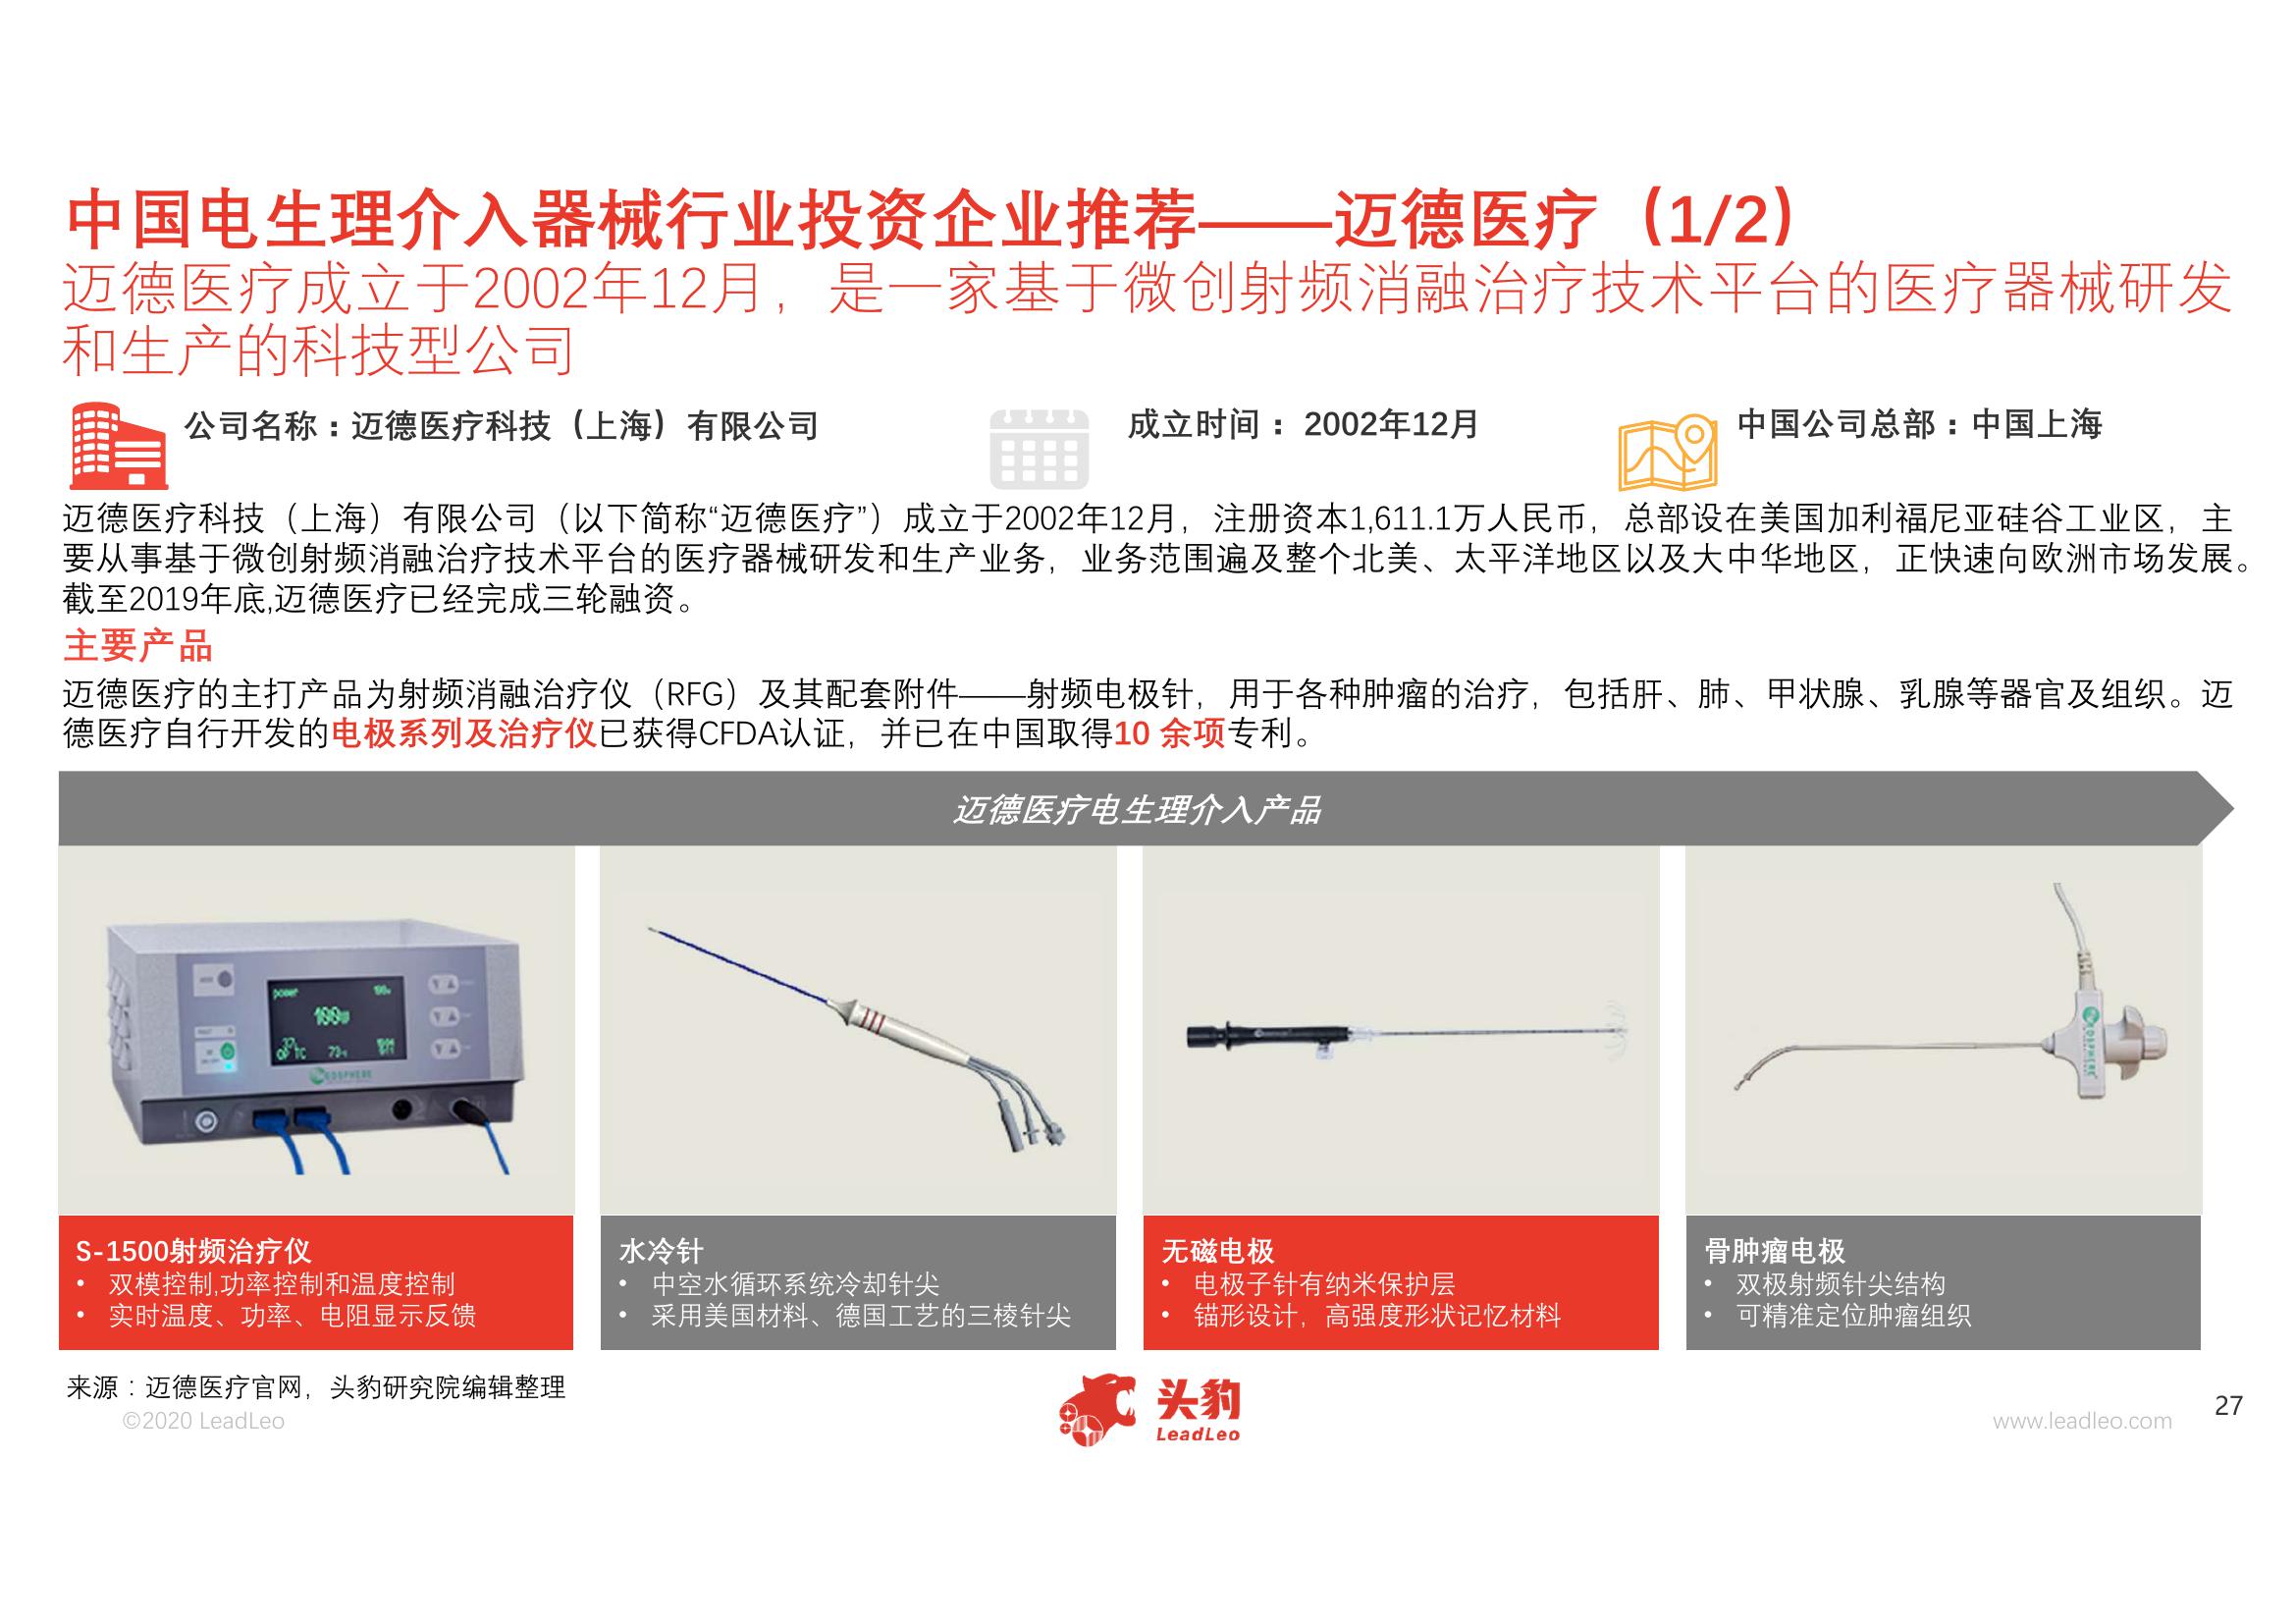 中国电生理介入器械行业投资企业推荐——迈德医疗（1/2）
迈德医疗成立于2002年12月，是一家基于微创射频消融治疗技术平台的医疗器械研发
和生产的科技型公司
公司名称：迈德医疗科技（上海）有限公司
成立时间： 2002年12月
中国公司总部：中国上海
迈德医疗科技（上海）有限公司（以下简称“迈德医疗”）成立于2002年12月，注册资本1,611.1万人民币，总部设在美国加利福尼亚硅谷工业区，主
要从事基于微创射频消融治疗技术平台的医疗器械研发和生产业务，业务范围遍及整个北美、太平洋地区以及大中华地区，正快速向欧洲市场发展。
截至2019年底,迈德医疗已经完成三轮融资。
主要产品
迈德医疗的主打产品为射频消融治疗仪（RFG）及其配套附件——射频电极针，用于各种肿瘤的治疗，包括肝、肺、甲状腺、乳腺等器官及组织。迈
德医疗自行开发的电极系列及治疗仪已获得CFDA认证，并已在中国取得10 余项专利。
迈德医疗电生理介入产品
power
100w
S-1500射频治疗仪
• 双模控制,功率控制和温度控制
• 实时温度、功率、电阻显示反馈
水冷针
• 中空水循环系统冷却针尖
• 采用美国材料、德国工艺的三棱针尖
无磁电极
• 电极子针有纳米保护层
• 锚形设计，高强度形状记忆材料
骨肿瘤电极
• 双极射频针尖结构
• 可精准定位肿瘤组织
来源：迈德医疗官网，头豹研究院编辑整理
©2020 LeadLeo
头豹
LeadLeo
www.leadleo.com
27